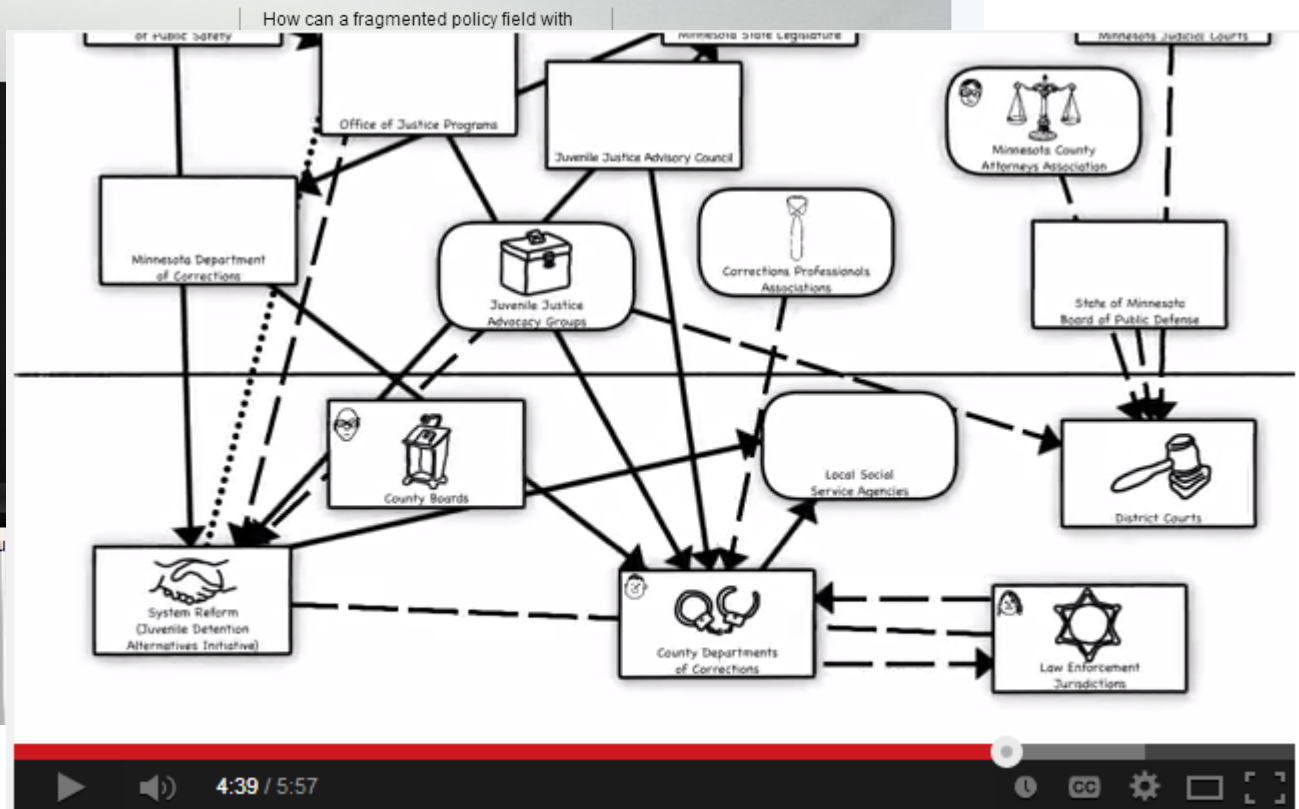 How can a fragmented policy field with
of Public Safety
Minnesota State Legislature
Minnesota Judicial Courts
Office of Justice Programs
Juvenile Justice Advisory Council
Minnesota County
Attorneys Association
Minnesota Department
of Corrections
Juvenile Justice
Advocacy Groups
Corrections Professionals
Associations
State of Minnesota
Board of Public Defense
County Boards
Local Social
Service Agencies
District Courts
System Reform
(Juvenile Detention
Alternatives Initiative)
County Departments
of Corrections
Law Enforcement
Jurisdictions
4:39 / 5:57
CC